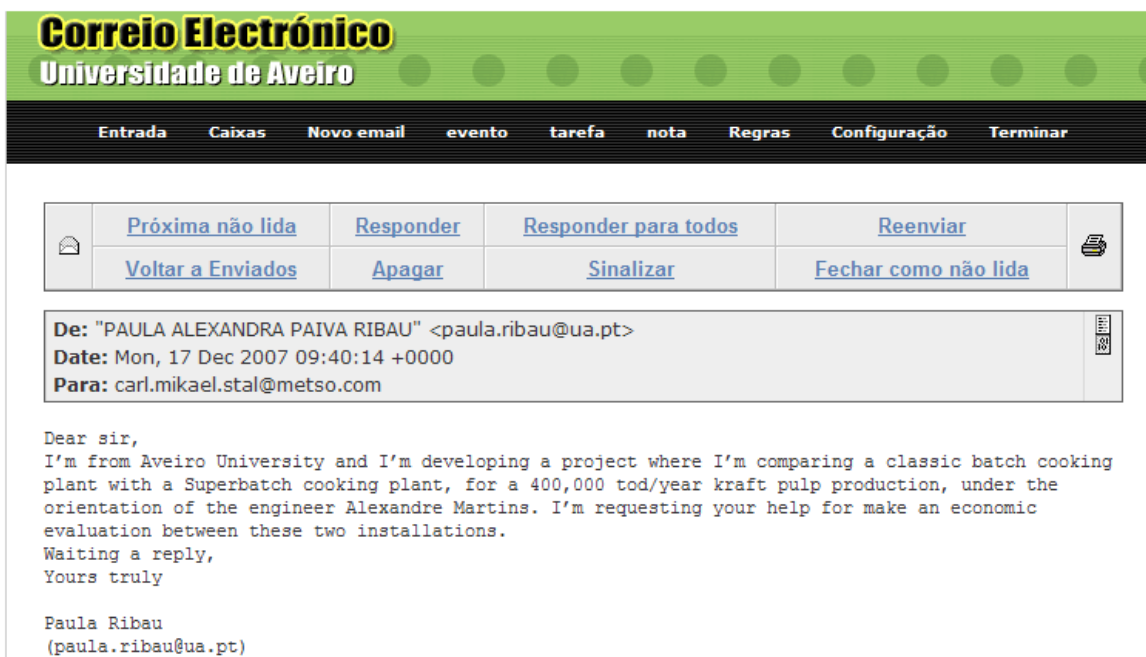 Correio Electrónico
Universidade de Aveiro
Entrada Caixas Novo email evento tarefa nota Regras Configuração Terminar
Próxima não lida Responder Responder para todos Reenviar
Voltar a Enviados Apagar Sinalizar Fechar como não lida
De: "PAULA ALEXANDRA PAIVA RIBAU" <paula.ribau@ua.pt>
Date: Mon, 17 Dec 2007 09:40:14 +0000
Para: carl.mikael.stal@metso.com
Dear sir,
I'm from Aveiro University and I'm developing a project where I'm comparing a classic batch cooking
plant with a Superbatch cooking plant, for a 400,000 tod/year kraft pulp production, under the
orientation of the engineer Alexandre Martins. I'm requesting your help for make an economic
evaluation between these two installations.
Waiting a reply,
Yours truly
Paula Ribau
(paula.ribau@ua.pt)